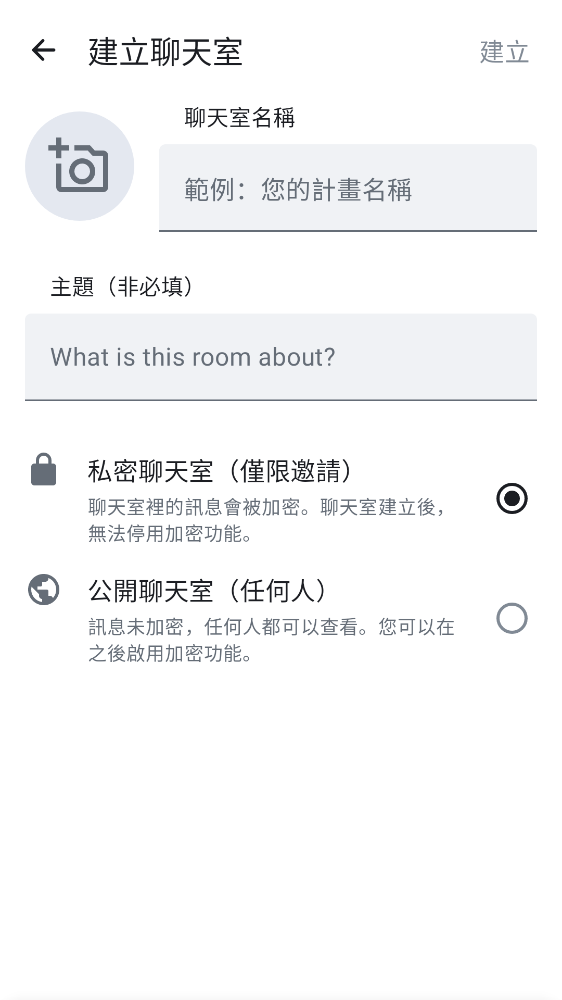 建立聊天室
建立
聊天室名稱
範例：您的計畫名稱
主題（非必填）
What is this room about?
私密聊天室（僅限邀請）
聊天室裡的訊息會被加密。聊天室建立後，
無法停用加密功能。
公開聊天室（任何人）
訊息未加密，任何人都可以查看。您可以在
之後啟用加密功能。